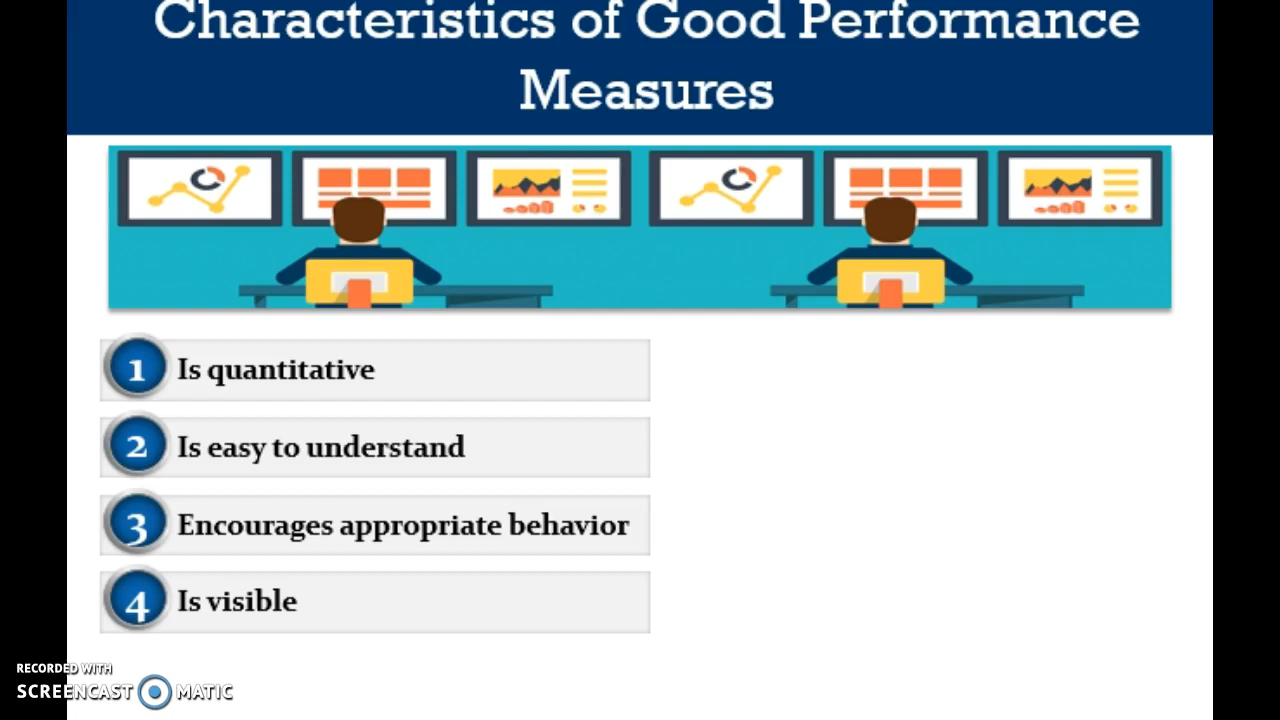 Characteristics of Good Performance
Measures
1 Is quantitative
2 Is easy to understand
3 Encourages appropriate behavior
4 Is visible
RECORDED WITH
SCREENCAST MATIC